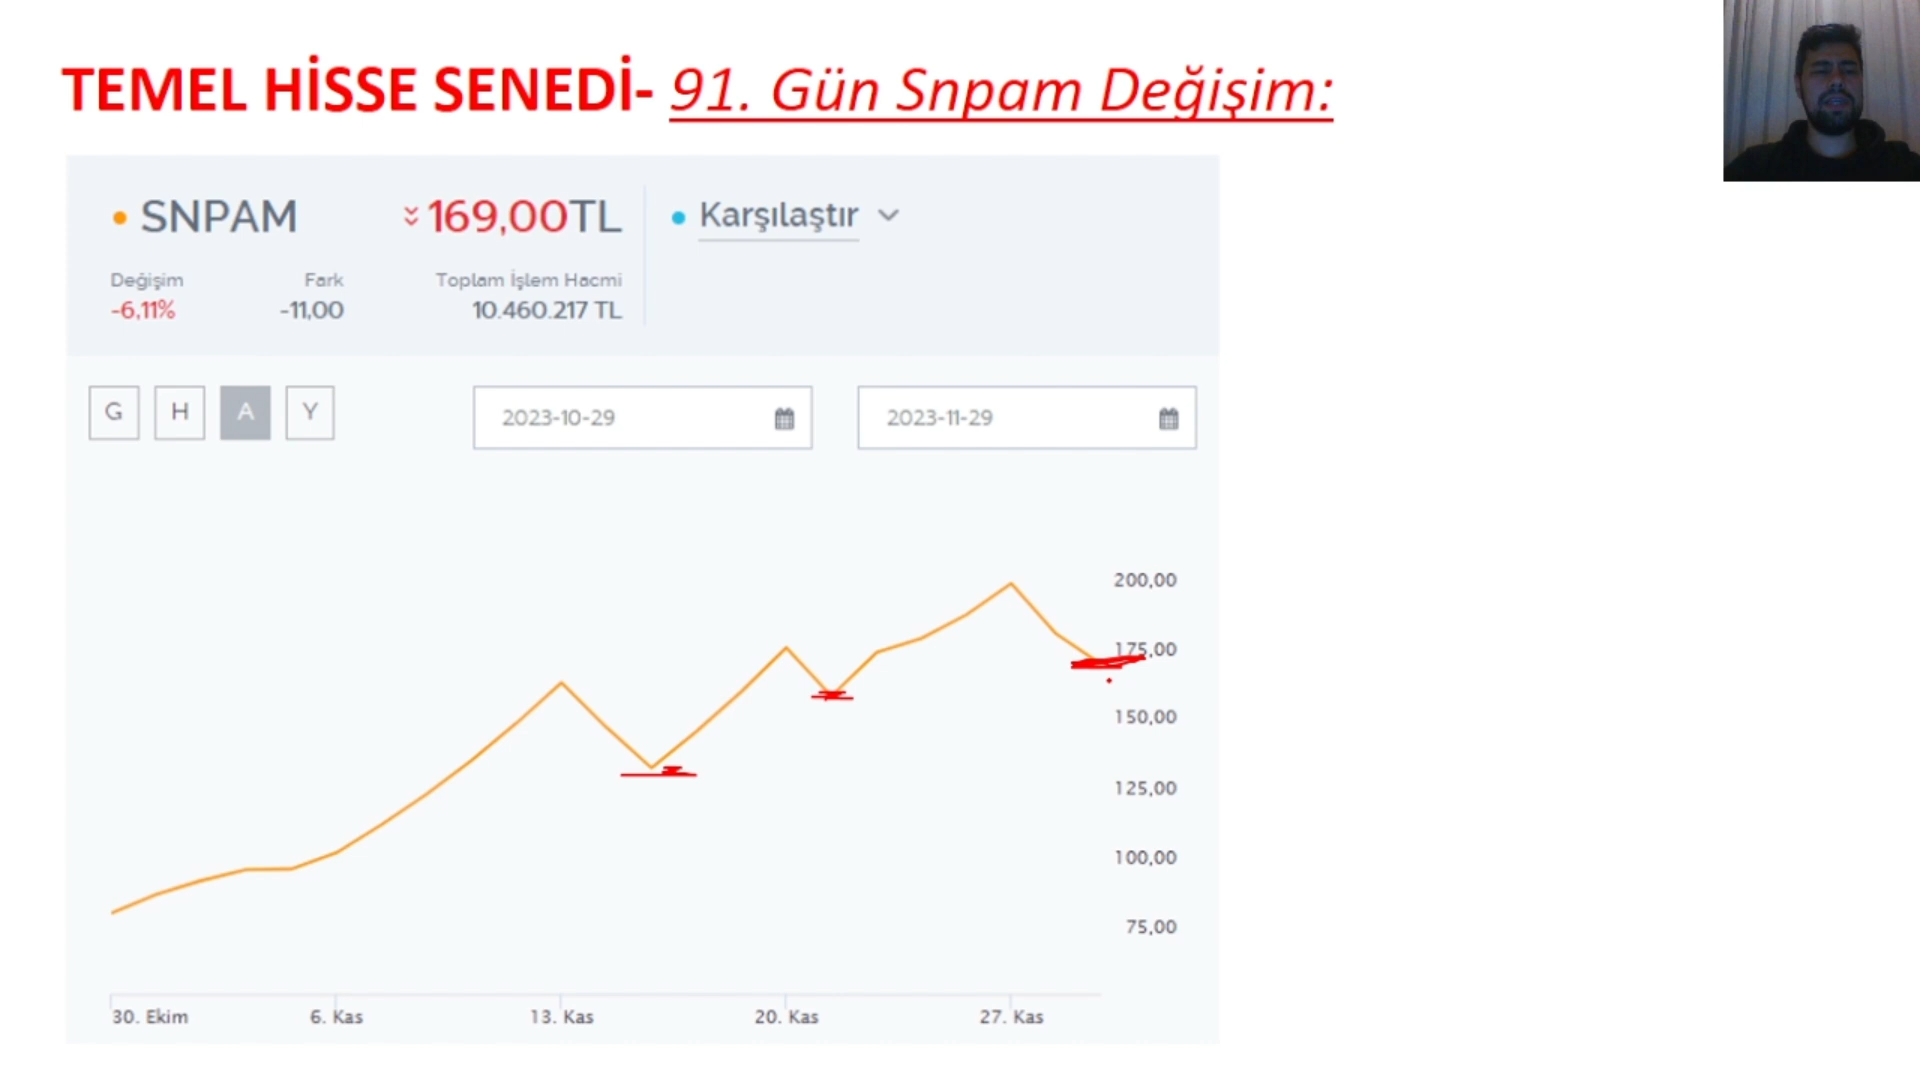 TEMEL HİSSE SENEDİ- 91. Gün Snpam Değişim:
SNPAM 169,00TL Karşılaştır
Değişim Fark Toplam İşlem Hacmi
-6,11% -11,00 10.460.217 TL
G H A Y 2023-10-29 2023-11-29
200,00
175,00
150,00
125,00
100,00
75,00
30. Ekim 6. Kas 13. Kas 20. Kas 27. Kas